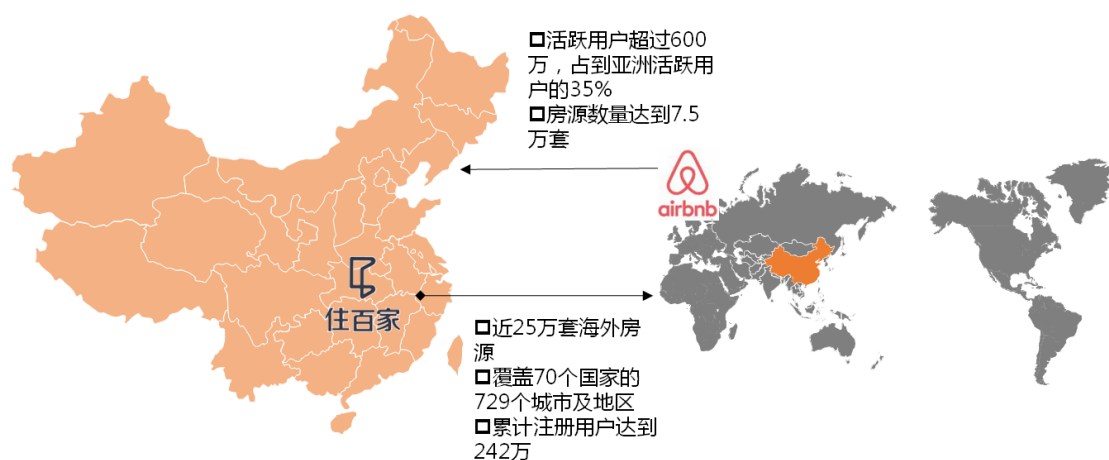 □活跃用户超过600
万，占到亚洲活跃用
户的35%
□房源数量达到7.5
万套
airbnb
住百家
□近25万套海外房
源
□覆盖70个国家的
729个城市及地区
□累计注册用户达到
242万